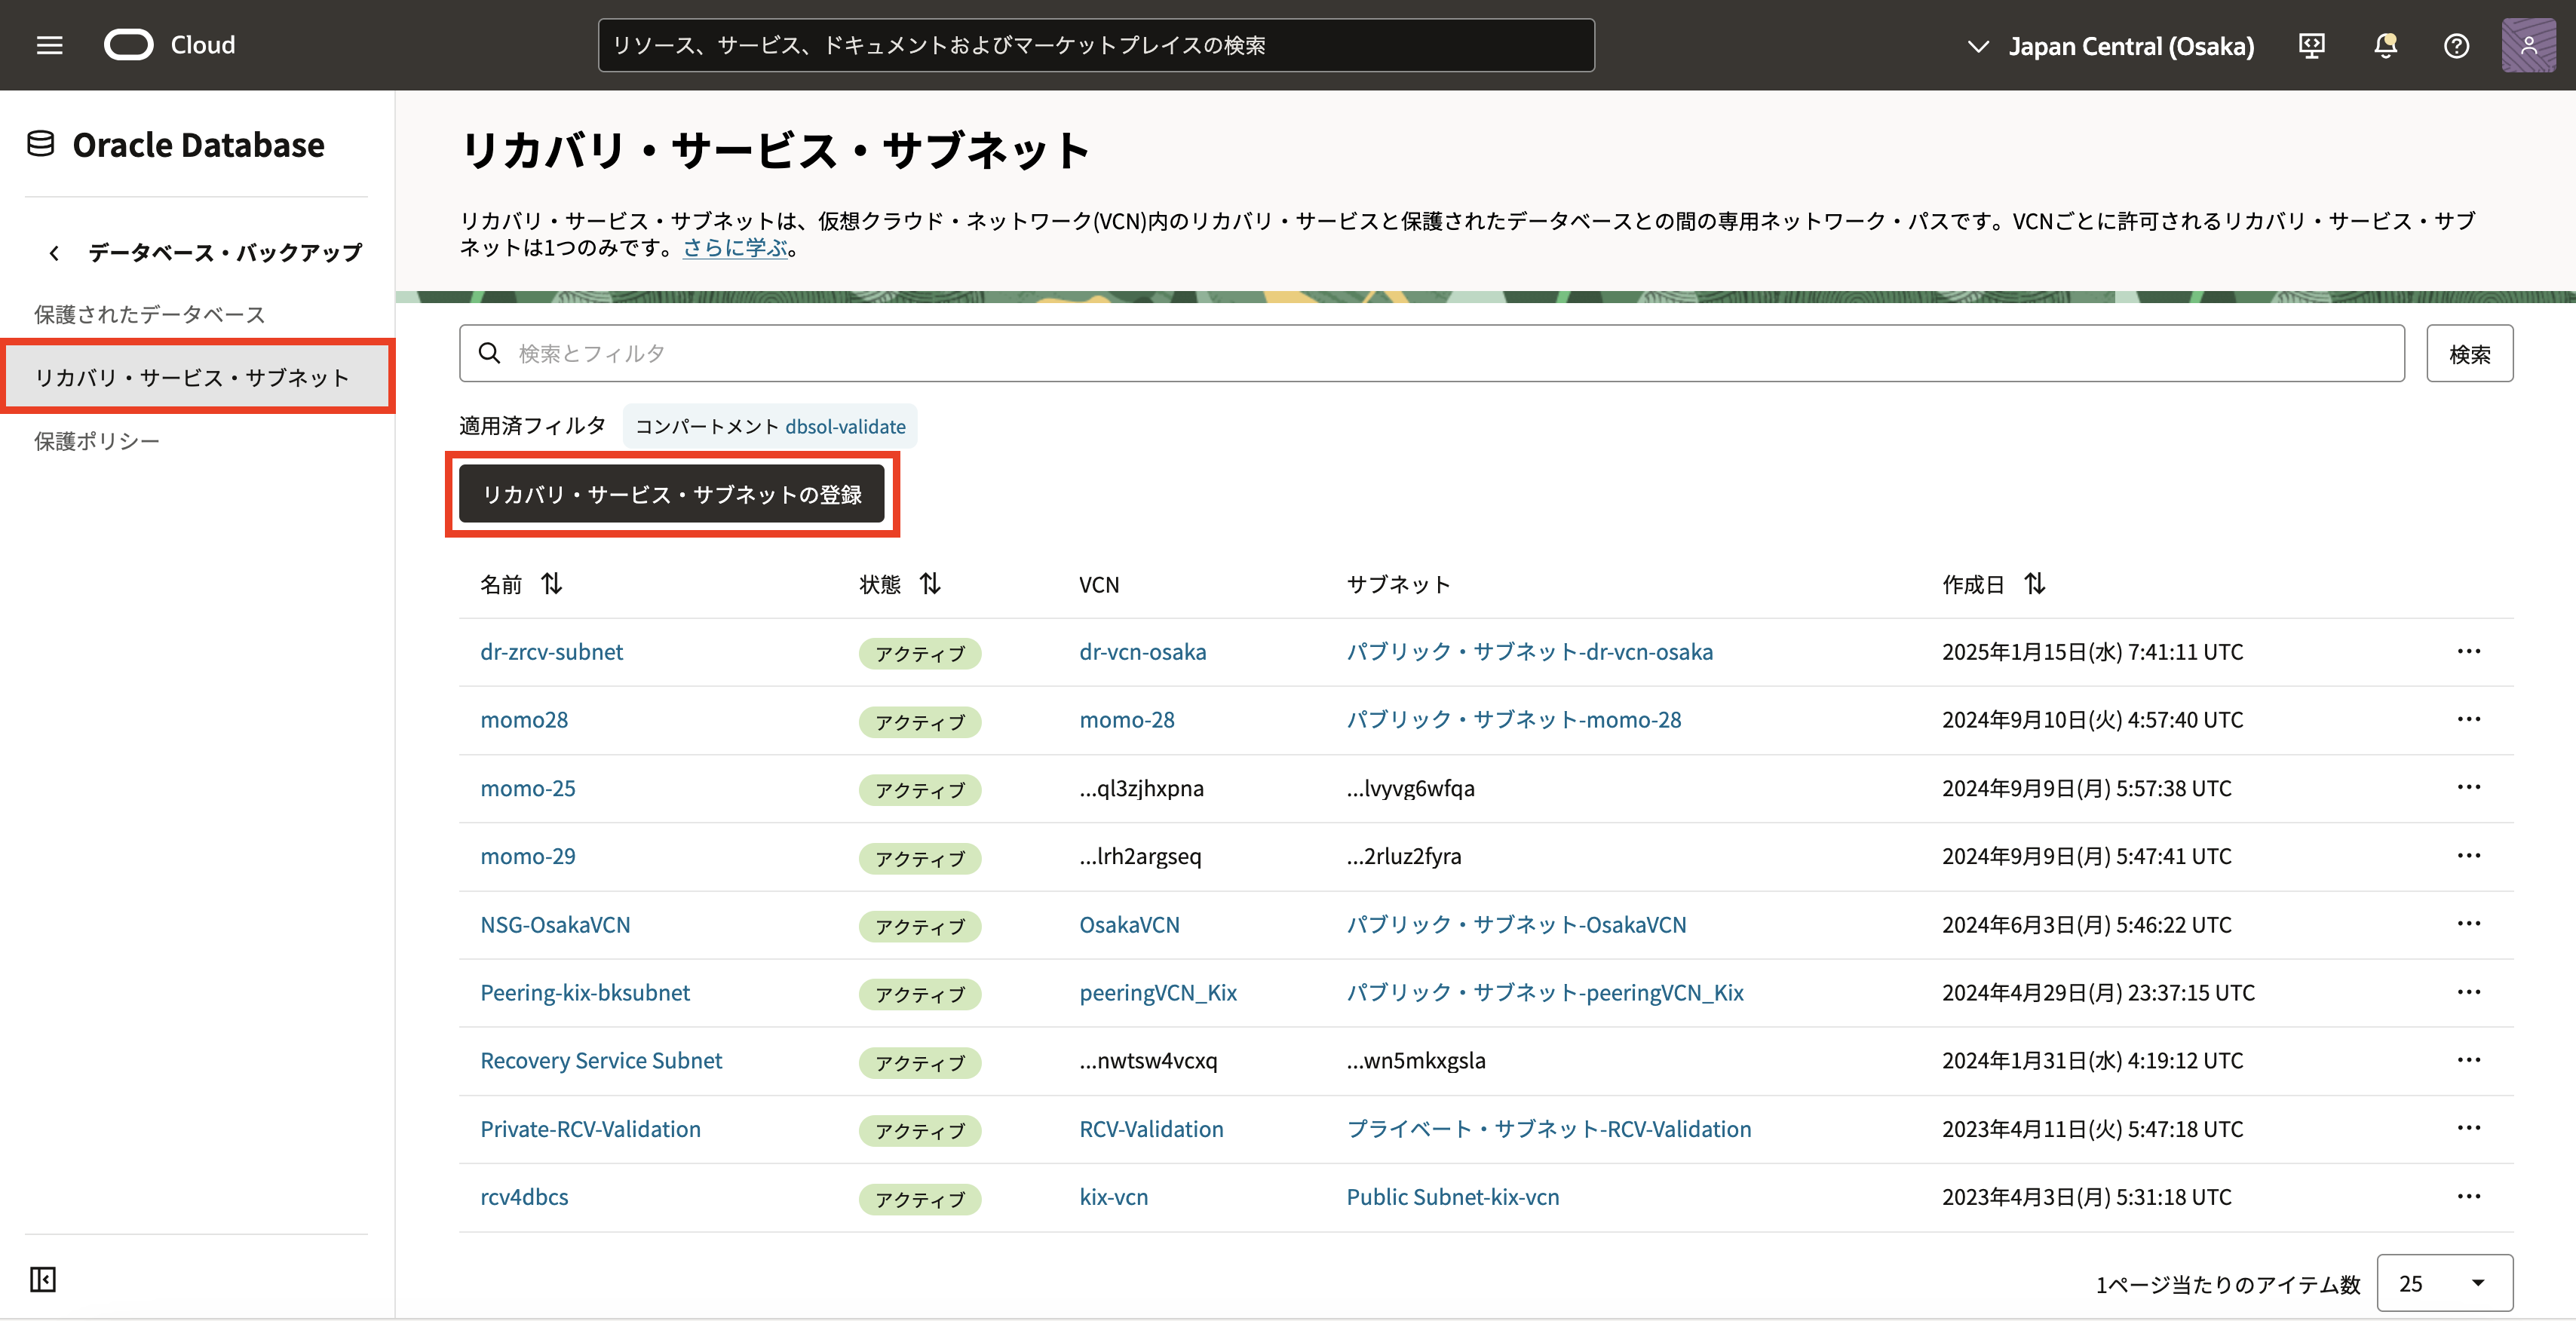 Cloud
リソース、サービス、ドキュメントおよびマーケットプレイスの検索
Japan Central (Osaka)
Oracle Database
データベース・バックアップ
保護されたデータベース
リカバリ・サービス・サブネット
保護ポリシー
リカバリ・サービス・サブネット
リカバリ・サービス・サブネットは、仮想クラウド・ネットワーク(VCN)内のリカバリ・サービスと保護されたデータベースとの間の専用ネットワーク・パスです。VCNごとに許可されるリカバリ・サービス・サブ
ネットは1つのみです。さらに学ぶ。
検索とフィルタ
検索
適用済フィルタ コンパートメント dbsol-validate
リカバリ・サービス・サブネットの登録
名前 状態 VCN サブネット 作成日
dr-zrcv-subnet アクティブ dr-vcn-osaka パブリック・サブネット-dr-vcn-osaka 2025年1月15日(水) 7:41:11 UTC
momo28 アクティブ momo-28 パブリック・サブネット-momo-28 2024年9月10日(火) 4:57:40 UTC
momo-25 アクティブ ...ql3zjhxpna ...lvyvg6wfqa 2024年9月9日(月) 5:57:38 UTC
momo-29 アクティブ ...lrh2argseq ...2rluz2fyra 2024年9月9日(月) 5:47:41 UTC
NSG-OsakaVCN アクティブ OsakaVCN パブリック・サブネット-OsakaVCN 2024年6月3日(月) 5:46:22 UTC
Peering-kix-bksubnet アクティブ peeringVCN_Kix パブリック・サブネット-peeringVCN_Kix 2024年4月29日(月) 23:37:15 UTC
Recovery Service Subnet アクティブ ...nwtsw4vcxq ...wn5mkxgsla 2024年1月31日(水) 4:19:12 UTC
Private-RCV-Validation アクティブ RCV-Validation プライベート・サブネット-RCV-Validation 2023年4月11日(火) 5:47:18 UTC
rcv4dbcs アクティブ kix-vcn Public Subnet-kix-vcn 2023年4月3日(月) 5:31:18 UTC
1ページ当たりのアイテム数 25